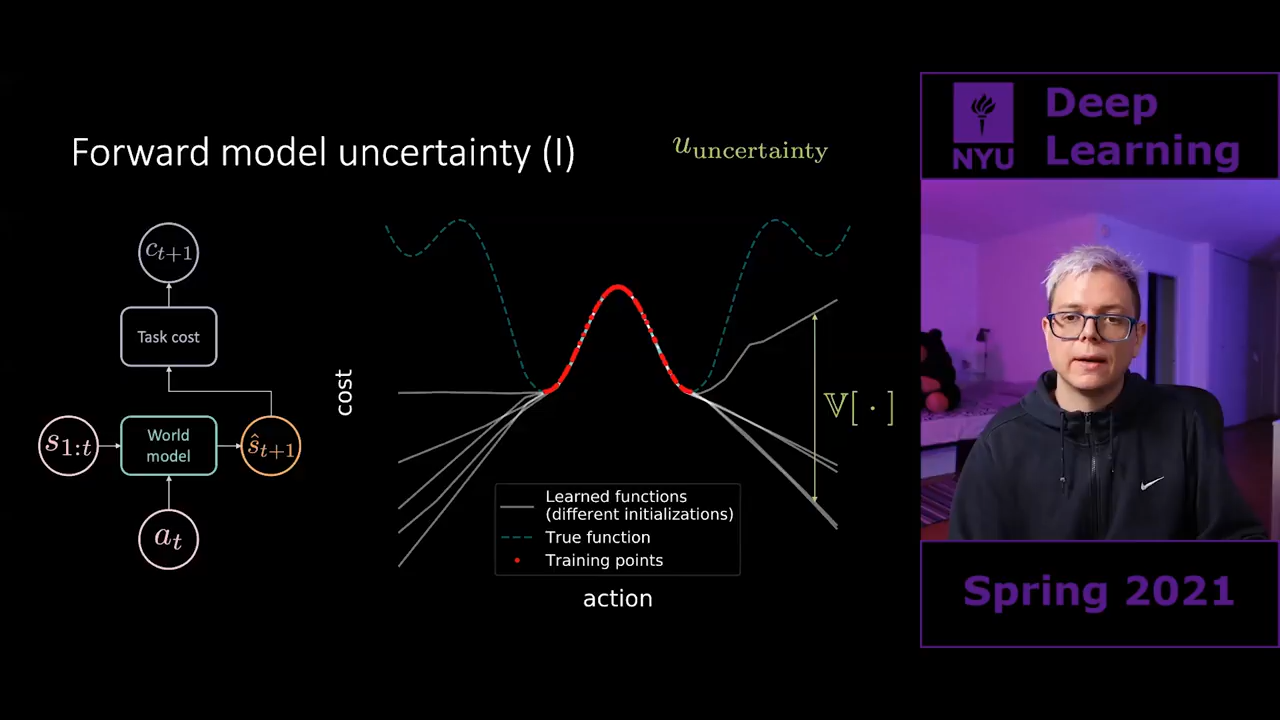 Forward model uncertainty (I)
u_uncertainty
c_{t+1}
Task cost
s_{1:t}
World
model
ŝ_{t+1}
a_t
cost
𝕍[ · ]
Learned functions
(different initializations)
True function
Training points
action
NYU
Deep
Learning
Spring 2021